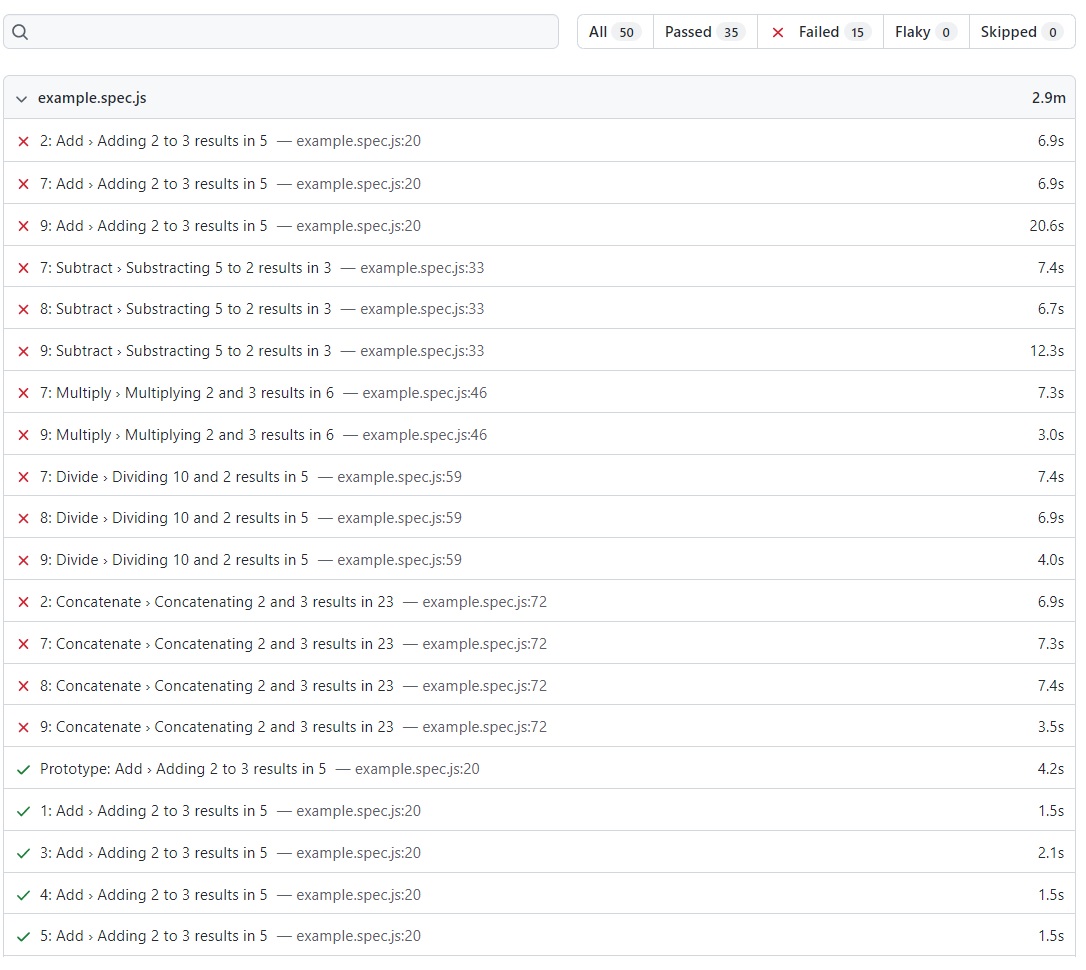 All 50 Passed 35 Failed 15 Flaky 0 Skipped 0
example.spec.js 2.9m
2: Add › Adding 2 to 3 results in 5 — example.spec.js:20 6.9s
7: Add › Adding 2 to 3 results in 5 — example.spec.js:20 6.9s
9: Add › Adding 2 to 3 results in 5 — example.spec.js:20 20.6s
7: Subtract › Substracting 5 to 2 results in 3 — example.spec.js:33 7.4s
8: Subtract › Substracting 5 to 2 results in 3 — example.spec.js:33 6.7s
9: Subtract › Substracting 5 to 2 results in 3 — example.spec.js:33 12.3s
7: Multiply › Multiplying 2 and 3 results in 6 — example.spec.js:46 7.3s
9: Multiply › Multiplying 2 and 3 results in 6 — example.spec.js:46 3.0s
7: Divide › Dividing 10 and 2 results in 5 — example.spec.js:59 7.4s
8: Divide › Dividing 10 and 2 results in 5 — example.spec.js:59 6.9s
9: Divide › Dividing 10 and 2 results in 5 — example.spec.js:59 4.0s
2: Concatenate › Concatenating 2 and 3 results in 23 — example.spec.js:72 6.9s
7: Concatenate › Concatenating 2 and 3 results in 23 — example.spec.js:72 7.3s
8: Concatenate › Concatenating 2 and 3 results in 23 — example.spec.js:72 7.4s
9: Concatenate › Concatenating 2 and 3 results in 23 — example.spec.js:72 3.5s
Prototype: Add › Adding 2 to 3 results in 5 — example.spec.js:20 4.2s
1: Add › Adding 2 to 3 results in 5 — example.spec.js:20 1.5s
3: Add › Adding 2 to 3 results in 5 — example.spec.js:20 2.1s
4: Add › Adding 2 to 3 results in 5 — example.spec.js:20 1.5s
5: Add › Adding 2 to 3 results in 5 — example.spec.js:20 1.5s